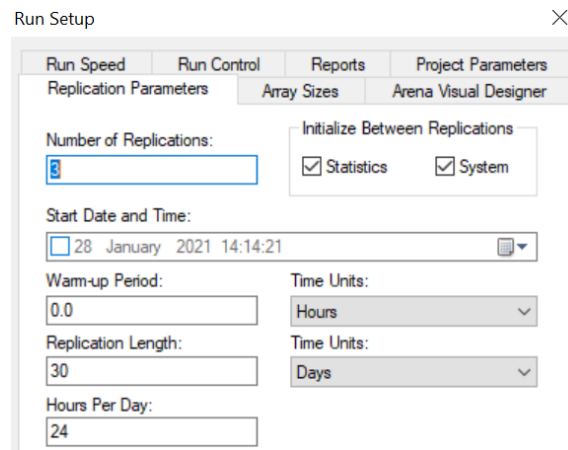 Run Setup
Run Speed Run Control Reports Project Parameters
Replication Parameters Array Sizes Arena Visual Designer
Number of Replications:
3
Initialize Between Replications
Statistics System
Start Date and Time:
28 January 2021 14:14:21
Warm-up Period: Time Units:
0.0 Hours
Replication Length: Time Units:
30 Days
Hours Per Day:
24